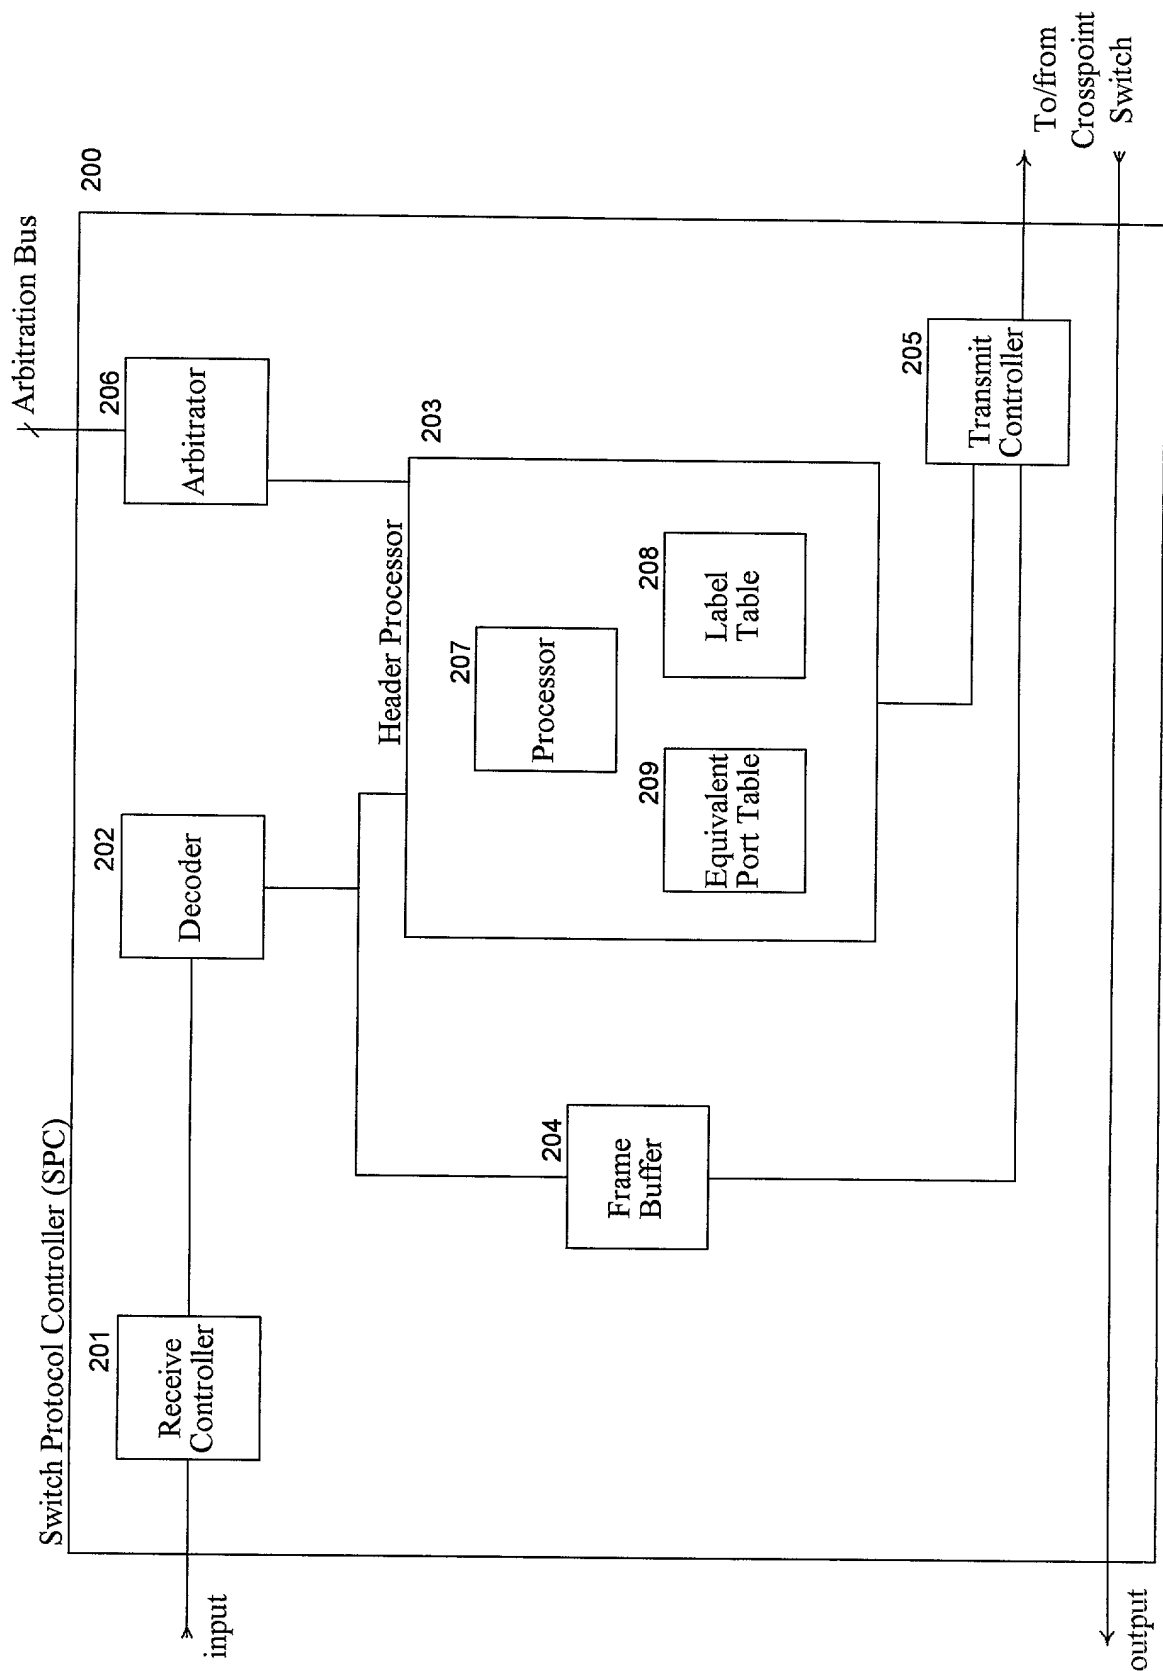 Switch Protocol Controller (SPC)
200
Arbitration Bus
input
201
Receive
Controller
202
Decoder
206
Arbitrator
Header Processor
203
207
Processor
204
Frame
Buffer
209
Equivalent
Port Table
208
Label
Table
205
Transmit
Controller
To/from
Crosspoint
Switch
output